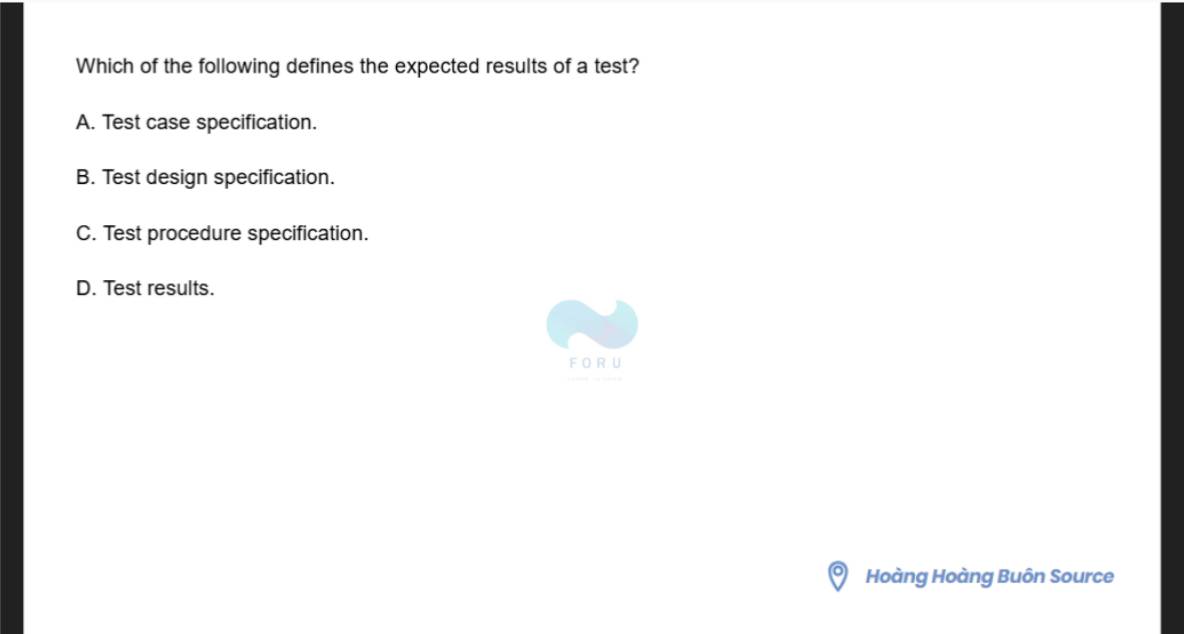 Which of the following defines the expected results of a test?
A. Test case specification.
B. Test design specification.
C. Test procedure specification.
D. Test results.
FORU
Hoàng Hoàng Buôn Source